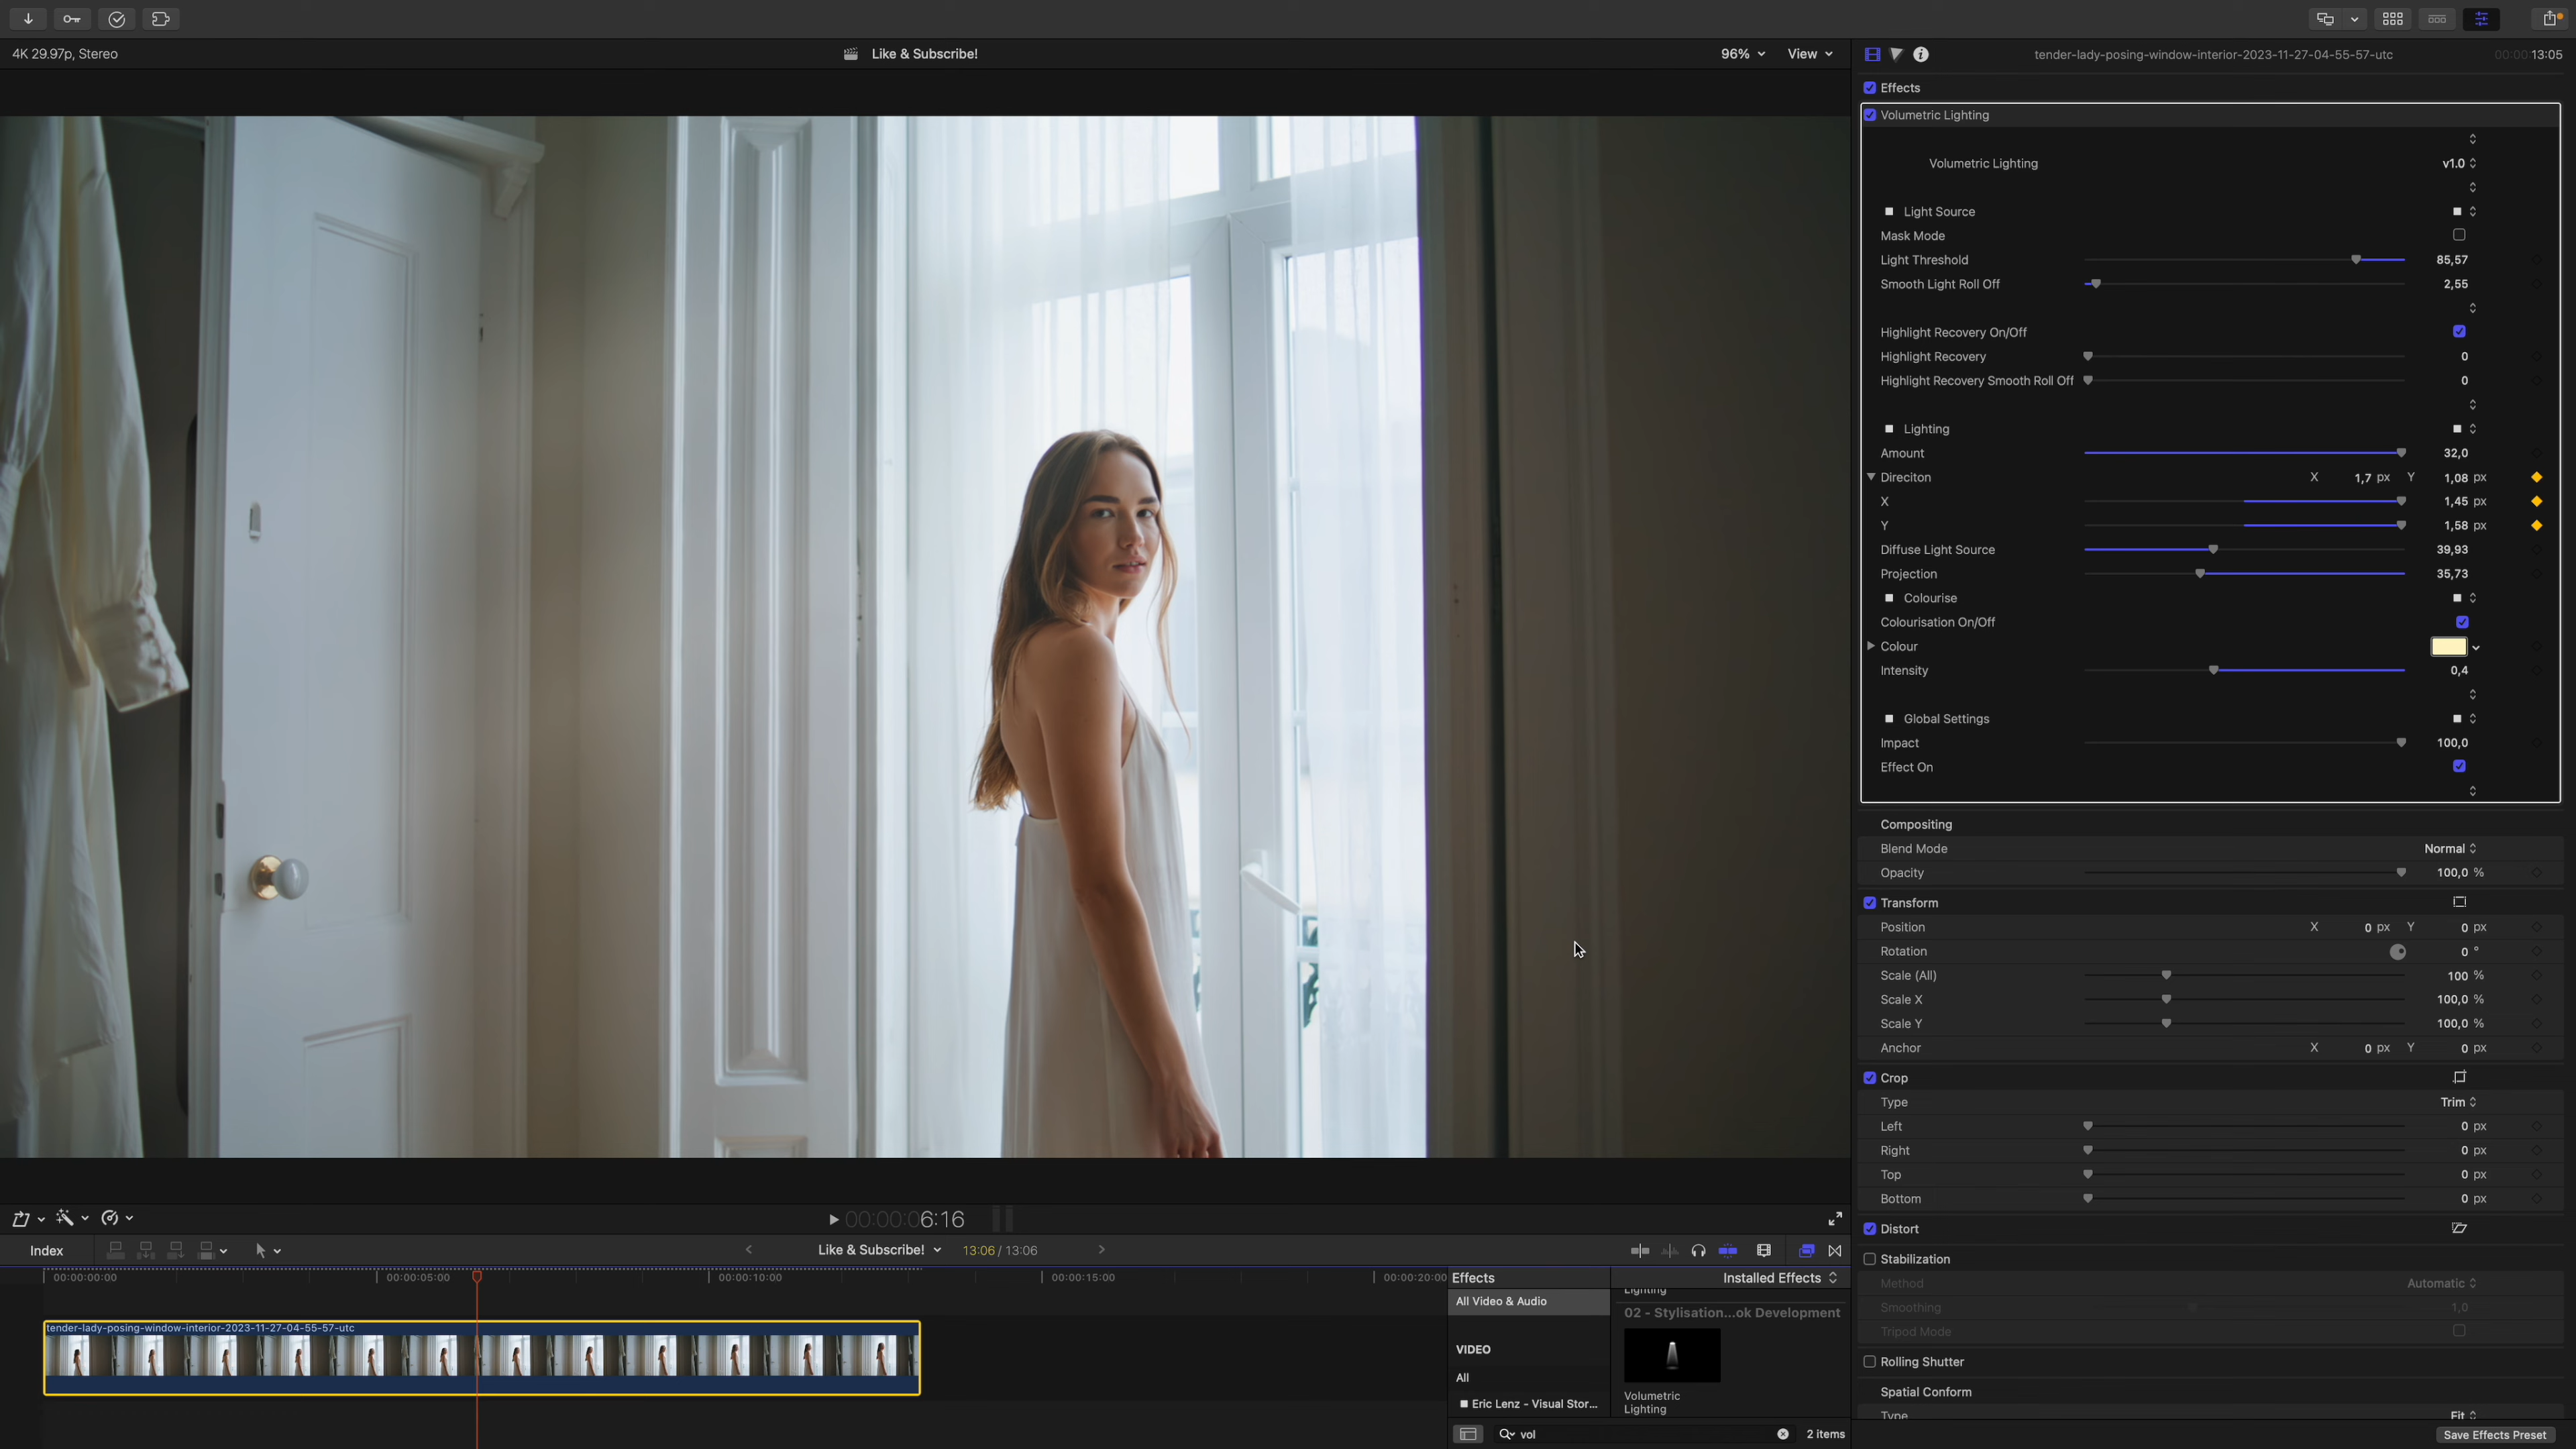 4K 29.97p, Stereo
Like & Subscribe!
96%
View
tender-lady-posing-window-interior-2023-11-27-04-55-57-utc
00:00:13:05
Effects
Volumetric Lighting
Volumetric Lighting v1.0
Light Source
Mask Mode
Light Threshold 85,57
Smooth Light Roll Off 2,55
Highlight Recovery On/Off
Highlight Recovery 0
Highlight Recovery Smooth Roll Off 0
Lighting
Amount 32,0
Direciton X 1,7 px Y 1,08 px
X 1,45 px
Y 1,58 px
Diffuse Light Source 39,93
Projection 35,73
Colourise
Colourisation On/Off
Colour
Intensity 0,4
Global Settings
Impact 100,0
Effect On
Compositing
Blend Mode Normal
Opacity 100,0 %
Transform
Position X 0 px Y 0 px
Rotation 0 °
Scale (All) 100 %
Scale X 100,0 %
Scale Y 100,0 %
Anchor X 0 px Y 0 px
Crop
Type Trim
Left 0 px
Right 0 px
Top 0 px
Bottom 0 px
Distort
Stabilization
Method Automatic
Smoothing 1,0
Tripod Mode
Rolling Shutter
Spatial Conform
Type Fit
Save Effects Preset
00:00:06:16
Index
Like & Subscribe!
13:06 / 13:06
00:00:00:00 00:00:05:00 00:00:10:00 00:00:15:00 00:00:20:00
tender-lady-posing-window-interior-2023-11-27-04-55-57-utc
Effects
Installed Effects
All Video & Audio
VIDEO
All
Eric Lenz - Visual Stor...
Lighting
02 - Stylisation...ok Development
Volumetric
Lighting
vol
2 items